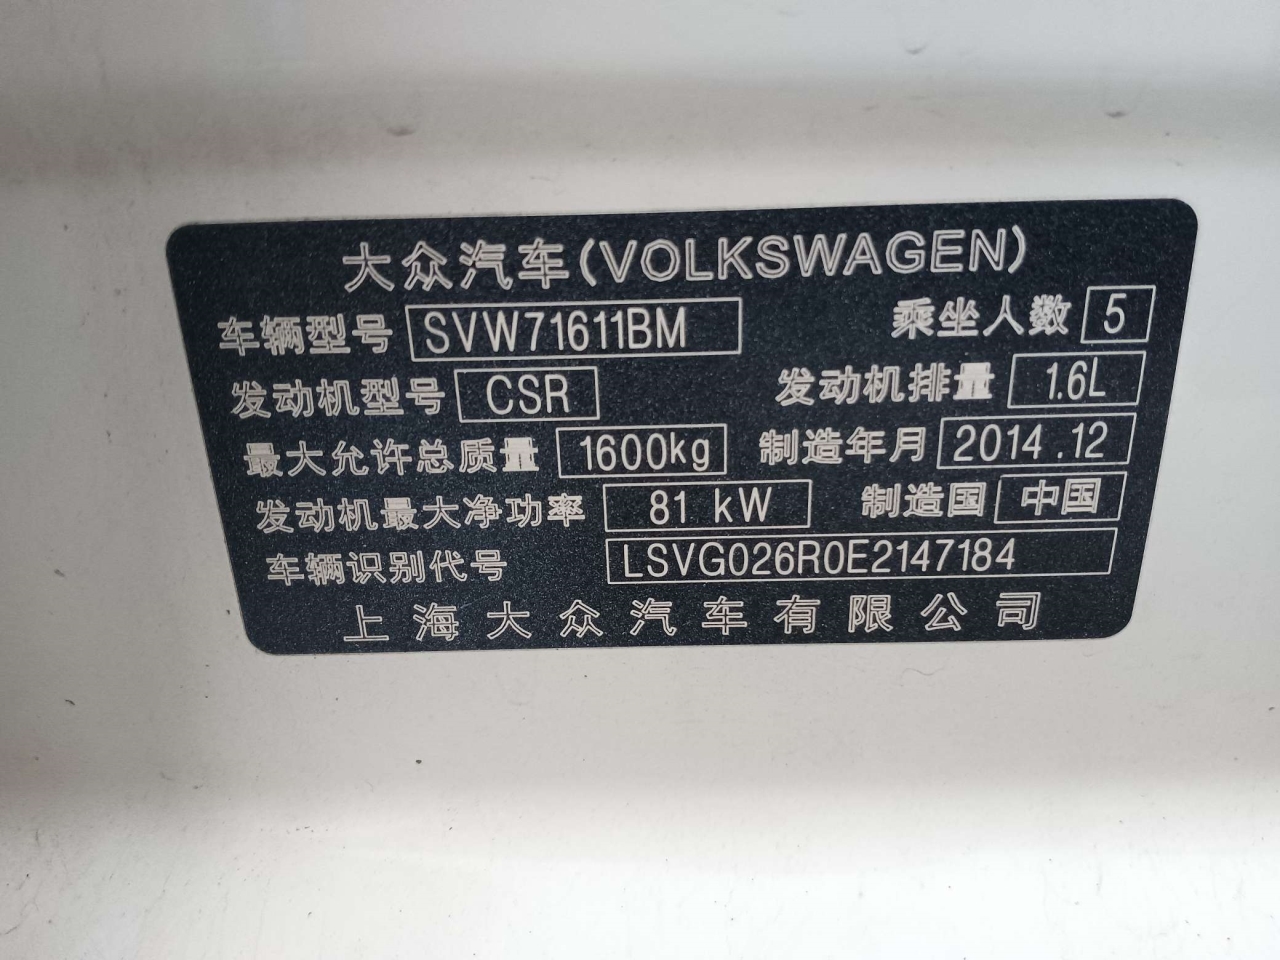 大众汽车(VOLKSWAGEN)
车辆型号 SVW71611BM 乘坐人数 5
发动机型号 CSR 发动机排量 1.6L
最大允许总质量 1600kg 制造年月 2014.12
发动机最大净功率 81 kW 制造国 中国
车辆识别代号 LSVG026R0E2147184
上海大众汽车有限公司